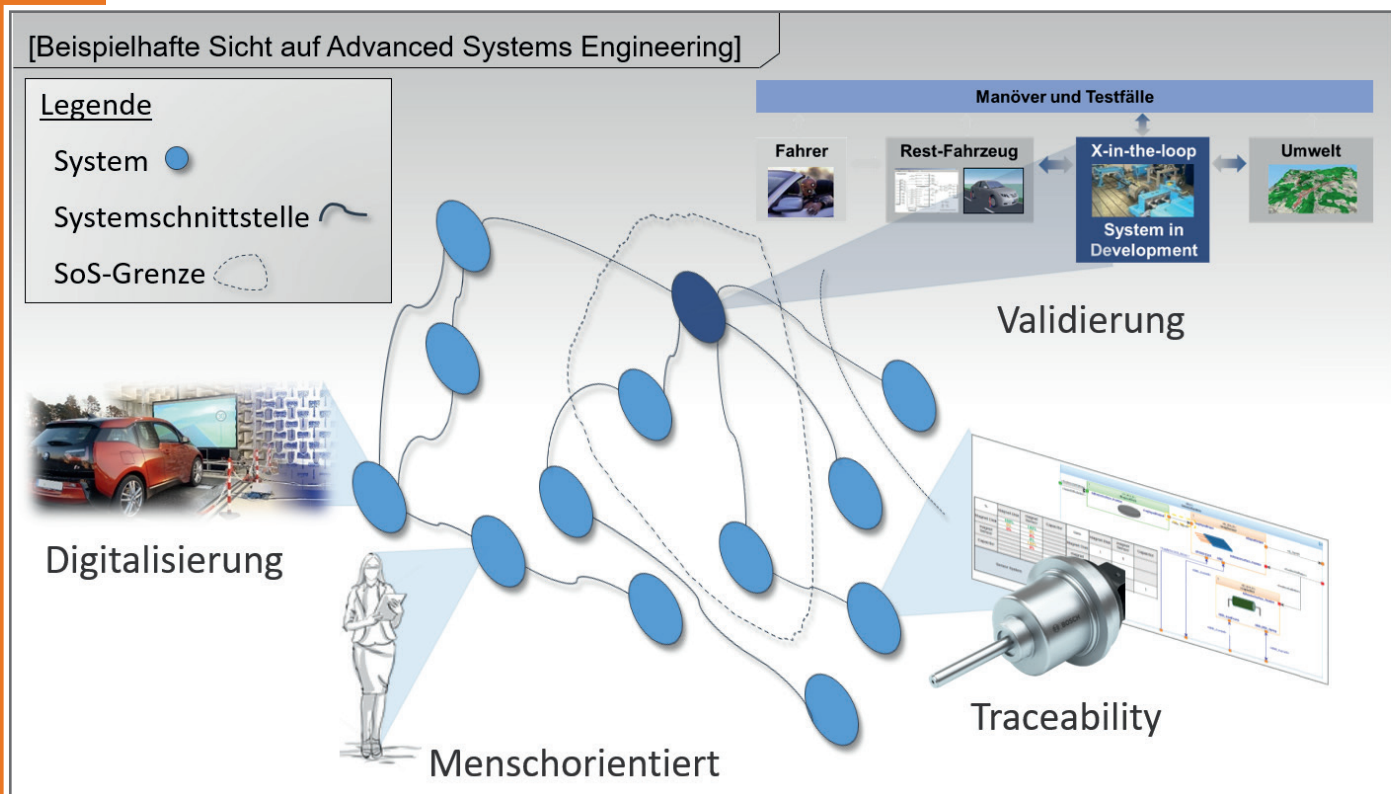 [Beispielhafte Sicht auf Advanced Systems Engineering]
Legende
System
Systemschnittstelle
SoS-Grenze
Manöver und Testfälle
Fahrer
Rest-Fahrzeug
X-in-the-loop
Umwelt
System in
Development
Validierung
Digitalisierung
BOSCH
Traceability
Menschorientiert